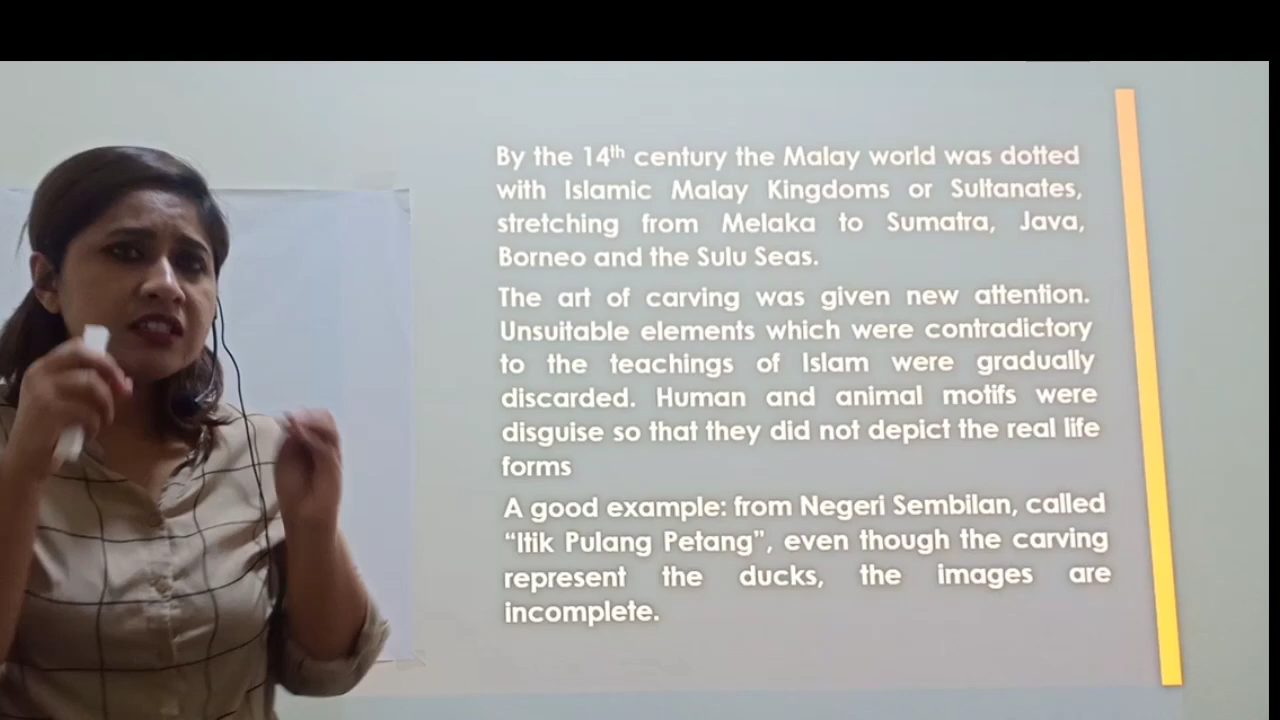 By the 14th century the Malay world was dotted
with Islamic Malay Kingdoms or Sultanates,
stretching from Melaka to Sumatra, Java,
Borneo and the Sulu Seas.
The art of carving was given new attention.
Unsuitable elements which were contradictory
to the teachings of Islam were gradually
discarded. Human and animal motifs were
disguise so that they did not depict the real life
forms
A good example: from Negeri Sembilan, called
“Itik Pulang Petang”, even though the carving
represent the ducks, the images are
incomplete.